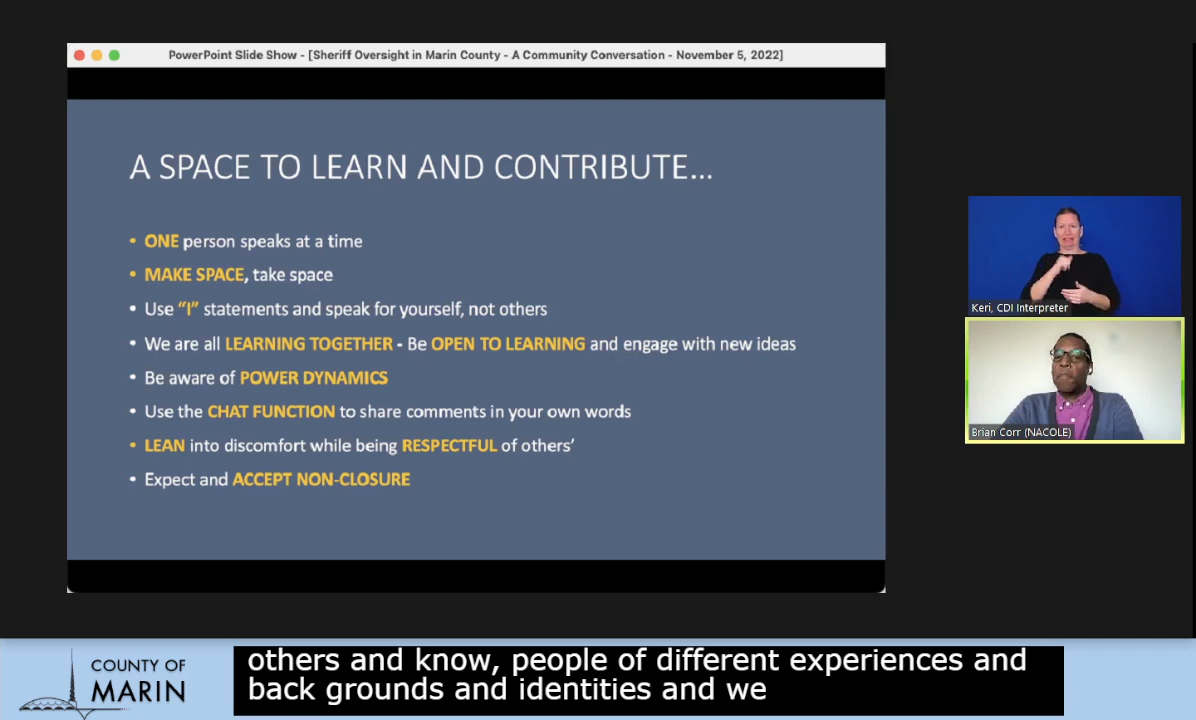 PowerPoint Slide Show - [Sheriff Oversight in Marin County - A Community Conversation - November 5, 2022]
A SPACE TO LEARN AND CONTRIBUTE...
• ONE person speaks at a time
• MAKE SPACE, take space
• Use “I” statements and speak for yourself, not others
• We are all LEARNING TOGETHER - Be OPEN TO LEARNING and engage with new ideas
• Be aware of POWER DYNAMICS
• Use the CHAT FUNCTION to share comments in your own words
• LEAN into discomfort while being RESPECTFUL of others’
• Expect and ACCEPT NON-CLOSURE
Keri, CDI Interpreter
Brian Corr (NACOLE)
COUNTY OF
MARIN
others and know, people of different experiences and
back grounds and identities and we